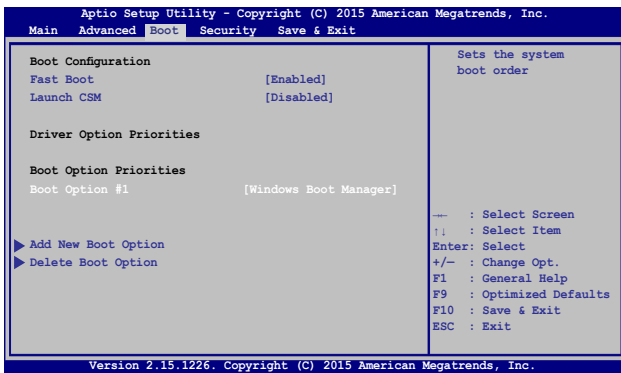 Aptio Setup Utility - Copyright (C) 2015 American Megatrends, Inc.
Main Advanced Boot Security Save & Exit
Boot Configuration
Fast Boot [Enabled]
Launch CSM [Disabled]
Driver Option Priorities
Boot Option Priorities
Boot Option #1 [Windows Boot Manager]
Add New Boot Option
Delete Boot Option
Sets the system
boot order
→← : Select Screen
↑↓ : Select Item
Enter: Select
+/— : Change Opt.
F1 : General Help
F9 : Optimized Defaults
F10 : Save & Exit
ESC : Exit
Version 2.15.1226. Copyright (C) 2015 American Megatrends, Inc.